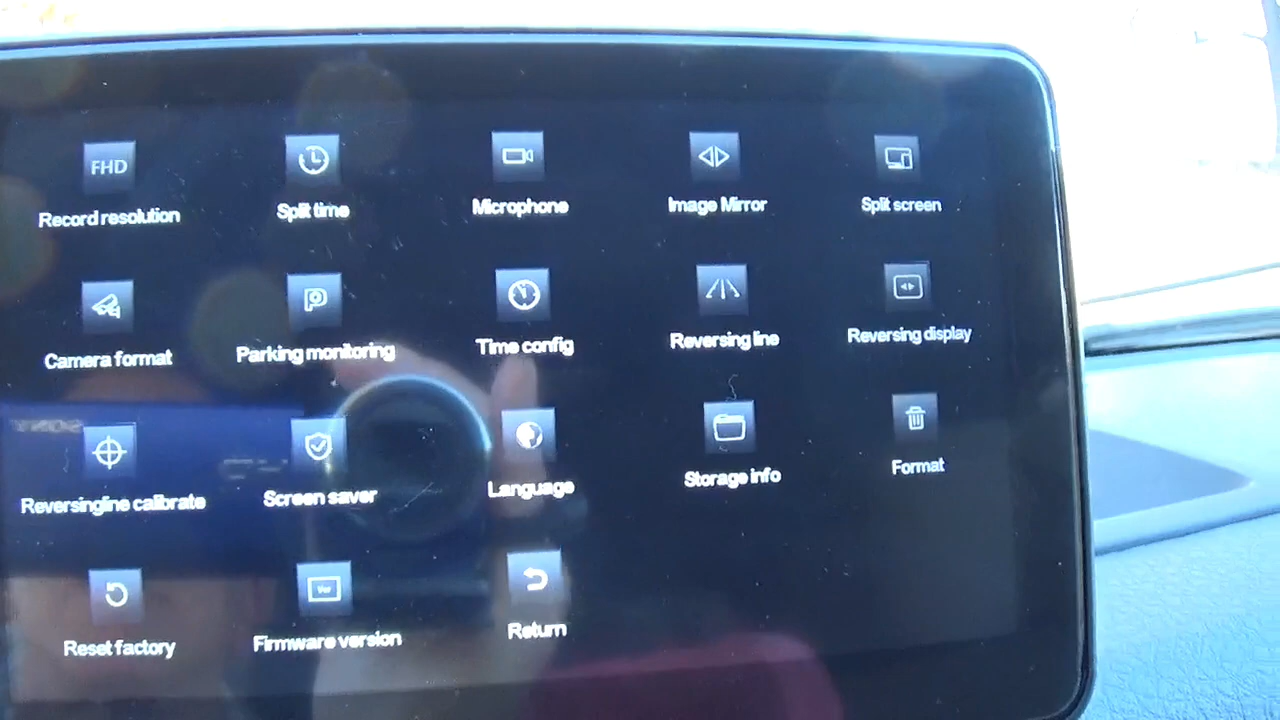 FHD
Record resolution
Split time
Microphone
Image Mirror
Split screen
Camera format
Parking monitoring
Time config
Reversing line
Reversing display
Reversingline calibrate
Screen saver
Language
Storage info
Format
Reset factory
Ver
Firmware version
Return